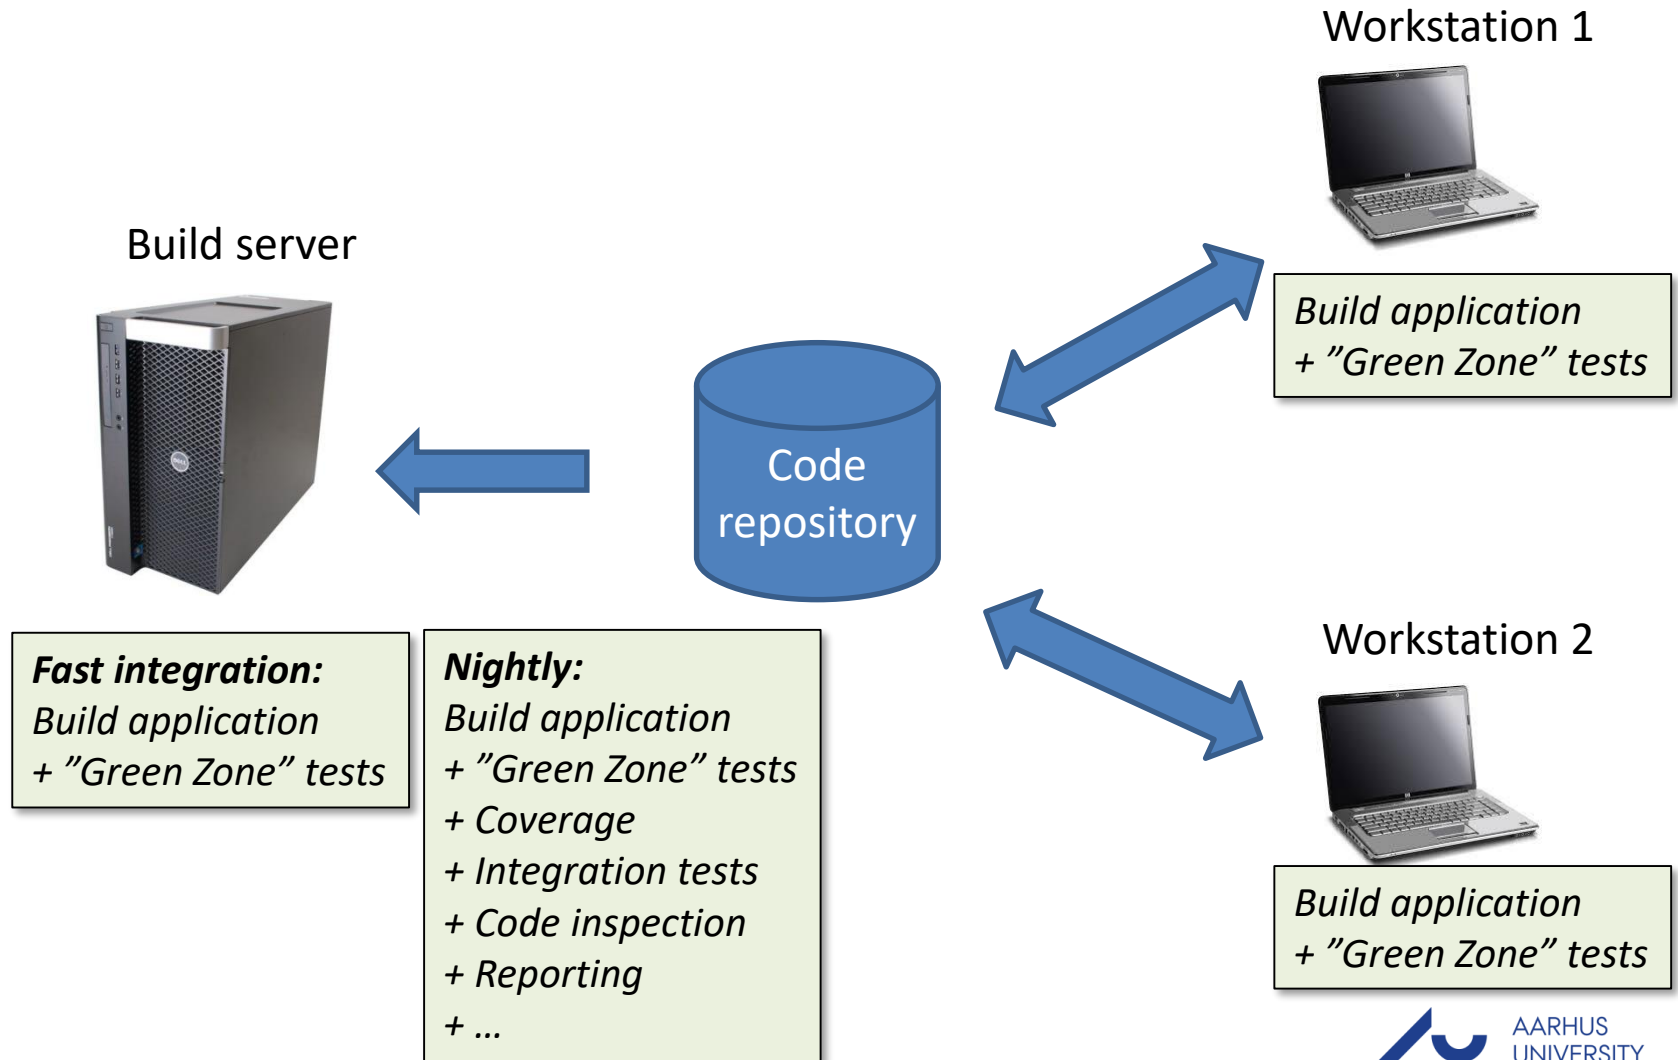 Workstation 1
Build server
Build application
+ ”Green Zone” tests
Code
repository
Workstation 2
Fast integration:
Build application
+ ”Green Zone” tests
Nightly:
Build application
+ ”Green Zone” tests
+ Coverage
+ Integration tests
+ Code inspection
+ Reporting
+ …
Build application
+ ”Green Zone” tests
AARHUS
UNIVERSITY